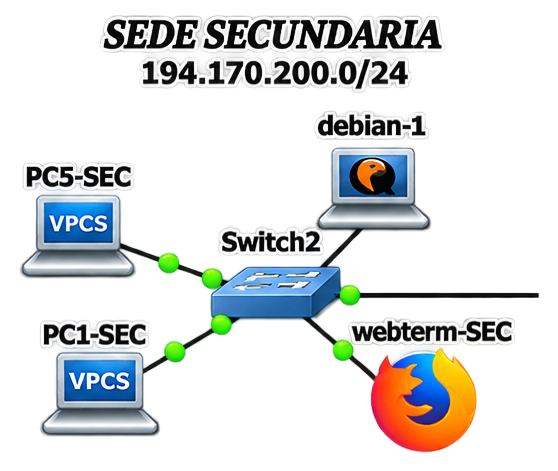 SEDE SECUNDARIA
194.170.200.0/24
debian-1
PC5-SEC
VPCS
Switch2
PC1-SEC
webterm-SEC
VPCS